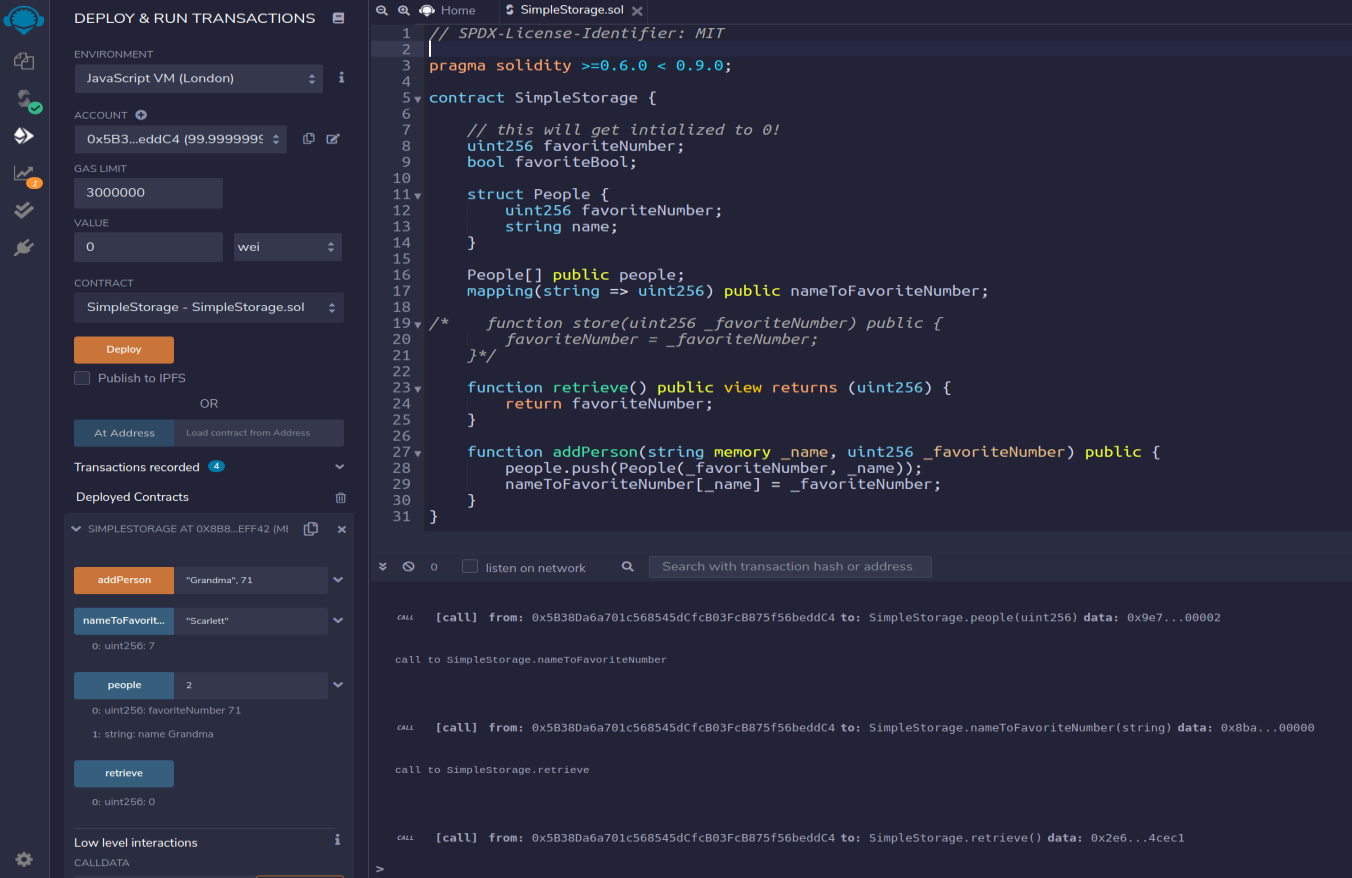 DEPLOY & RUN TRANSACTIONS
ENVIRONMENT
JavaScript VM (London)
ACCOUNT
0x5B3...eddC4 (99.9999999
GAS LIMIT
3000000
VALUE
0
wei
CONTRACT
SimpleStorage - SimpleStorage.sol
Deploy
Publish to IPFS
OR
At Address
Load contract from Address
Transactions recorded 4
Deployed Contracts
SIMPLESTORAGE AT 0X8B8...EFF42 (ME
addPerson
"Grandma", 71
nameToFavorit...
"Scarlett"
0: uint256: 7
people
2
0: uint256: favoriteNumber 71
1: string: name Grandma
retrieve
0: uint256: 0
Low level interactions
CALLDATA
1
Home
SimpleStorage.sol
1 // SPDX-License-Identifier: MIT
2
3 pragma solidity >=0.6.0 < 0.9.0;
4
5 contract SimpleStorage {
6
7 // this will get intialized to 0!
8 uint256 favoriteNumber;
9 bool favoriteBool;
10
11 struct People {
12 uint256 favoriteNumber;
13 string name;
14 }
15
16 People[] public people;
17 mapping(string => uint256) public nameToFavoriteNumber;
18
19 /* function store(uint256 _favoriteNumber) public {
20 favoriteNumber = _favoriteNumber;
21 }*/
22
23 function retrieve() public view returns (uint256) {
24 return favoriteNumber;
25 }
26
27 function addPerson(string memory _name, uint256 _favoriteNumber) public {
28 people.push(People(_favoriteNumber, _name));
29 nameToFavoriteNumber[_name] = _favoriteNumber;
30 }
31 }
0
listen on network
Search with transaction hash or address
CALL [call] from: 0x5B38Da6a701c568545dCfcB03FcB875f56beddC4 to: SimpleStorage.people(uint256) data: 0x9e7...00002
call to SimpleStorage.nameToFavoriteNumber
CALL [call] from: 0x5B38Da6a701c568545dCfcB03FcB875f56beddC4 to: SimpleStorage.nameToFavoriteNumber(string) data: 0x8ba...00000
call to SimpleStorage.retrieve
CALL [call] from: 0x5B38Da6a701c568545dCfcB03FcB875f56beddC4 to: SimpleStorage.retrieve() data: 0x2e6...4cec1
>